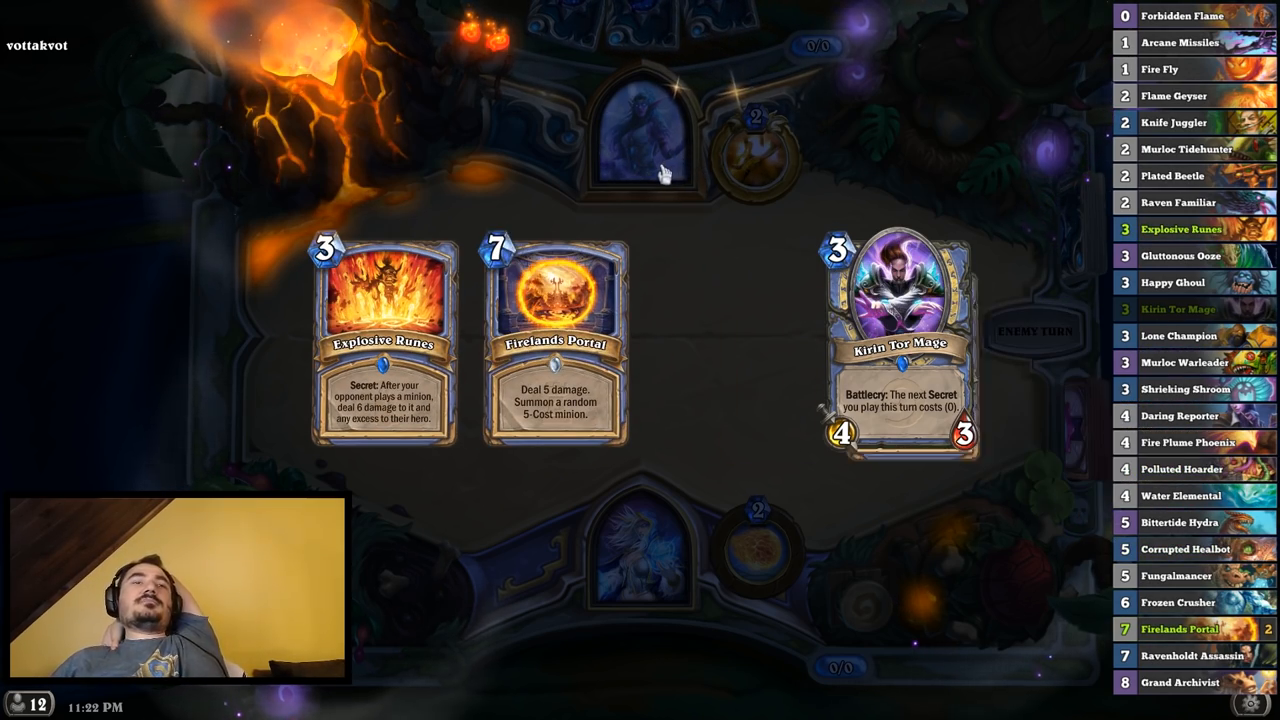 vottakvot
0/0
2
3
Explosive Runes
Secret: After your
opponent plays a minion,
deal 6 damage to it and
any excess to their hero.
7
Firelands Portal
Deal 5 damage.
Summon a random
5-Cost minion.
3
Kirin Tor Mage
Battlecry: The next Secret
you play this turn costs (0).
4
3
ENEMY TURN
2
0/0
12
11:22 PM
0 Forbidden Flame
1 Arcane Missiles
1 Fire Fly
2 Flame Geyser
2 Knife Juggler
2 Murloc Tidehunter
2 Plated Beetle
2 Raven Familiar
3 Explosive Runes
3 Gluttonous Ooze
3 Happy Ghoul
3 Kirin Tor Mage
3 Lone Champion
3 Murloc Warleader
3 Shrieking Shroom
4 Daring Reporter
4 Fire Plume Phoenix
4 Polluted Hoarder
4 Water Elemental
5 Bittertide Hydra
5 Corrupted Healbot
5 Fungalmancer
6 Frozen Crusher
7 Firelands Portal 2
7 Ravenholdt Assassin
8 Grand Archivist